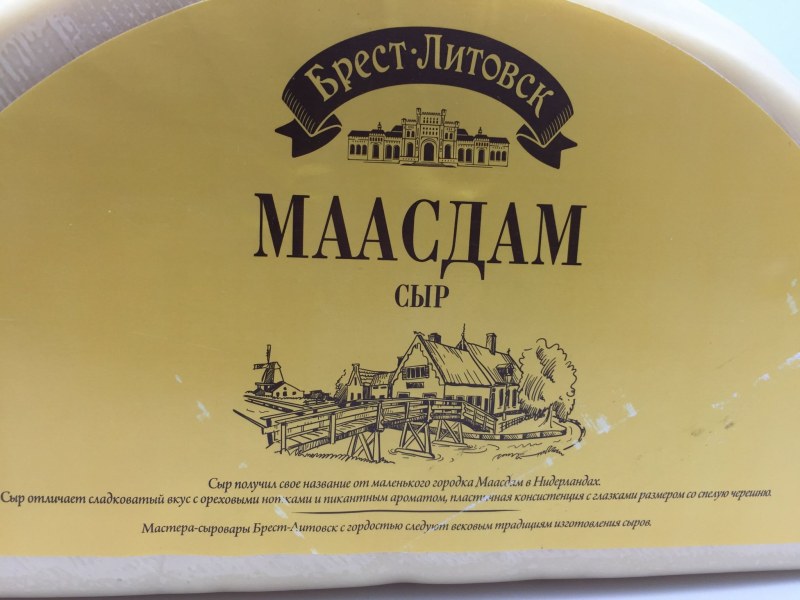 Брест·Литовск
МААСДАМ
СЫР
Сыр получил свое название от маленького городка Маасдам в Нидерландах.
Сыр отличает сладковатый вкус с ореховыми нотками и пикантным ароматом, пластичная консистенция с глазками размером со спелую черешню.
Мастера-сыровары Брест-Литовск с гордостью следуют вековым традициям изготовления сыров.